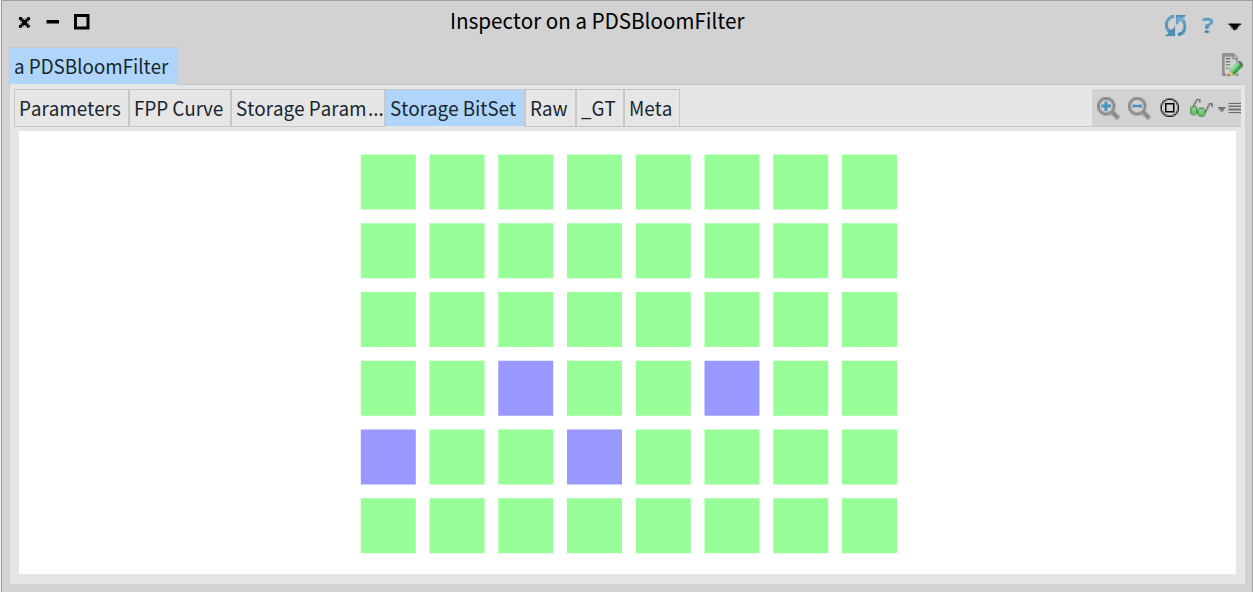 Inspector on a PDSBloomFilter
?
a PDSBloomFilter
Parameters FPP Curve Storage Param... Storage BitSet Raw _GT Meta